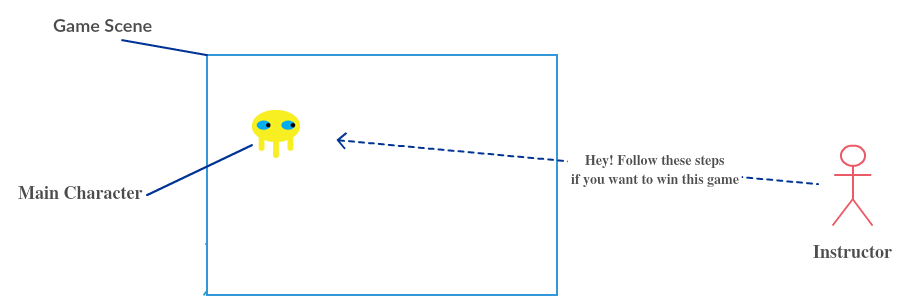 Game Scene
Hey! Follow these steps
if you want to win this game
Main Character
Instructor